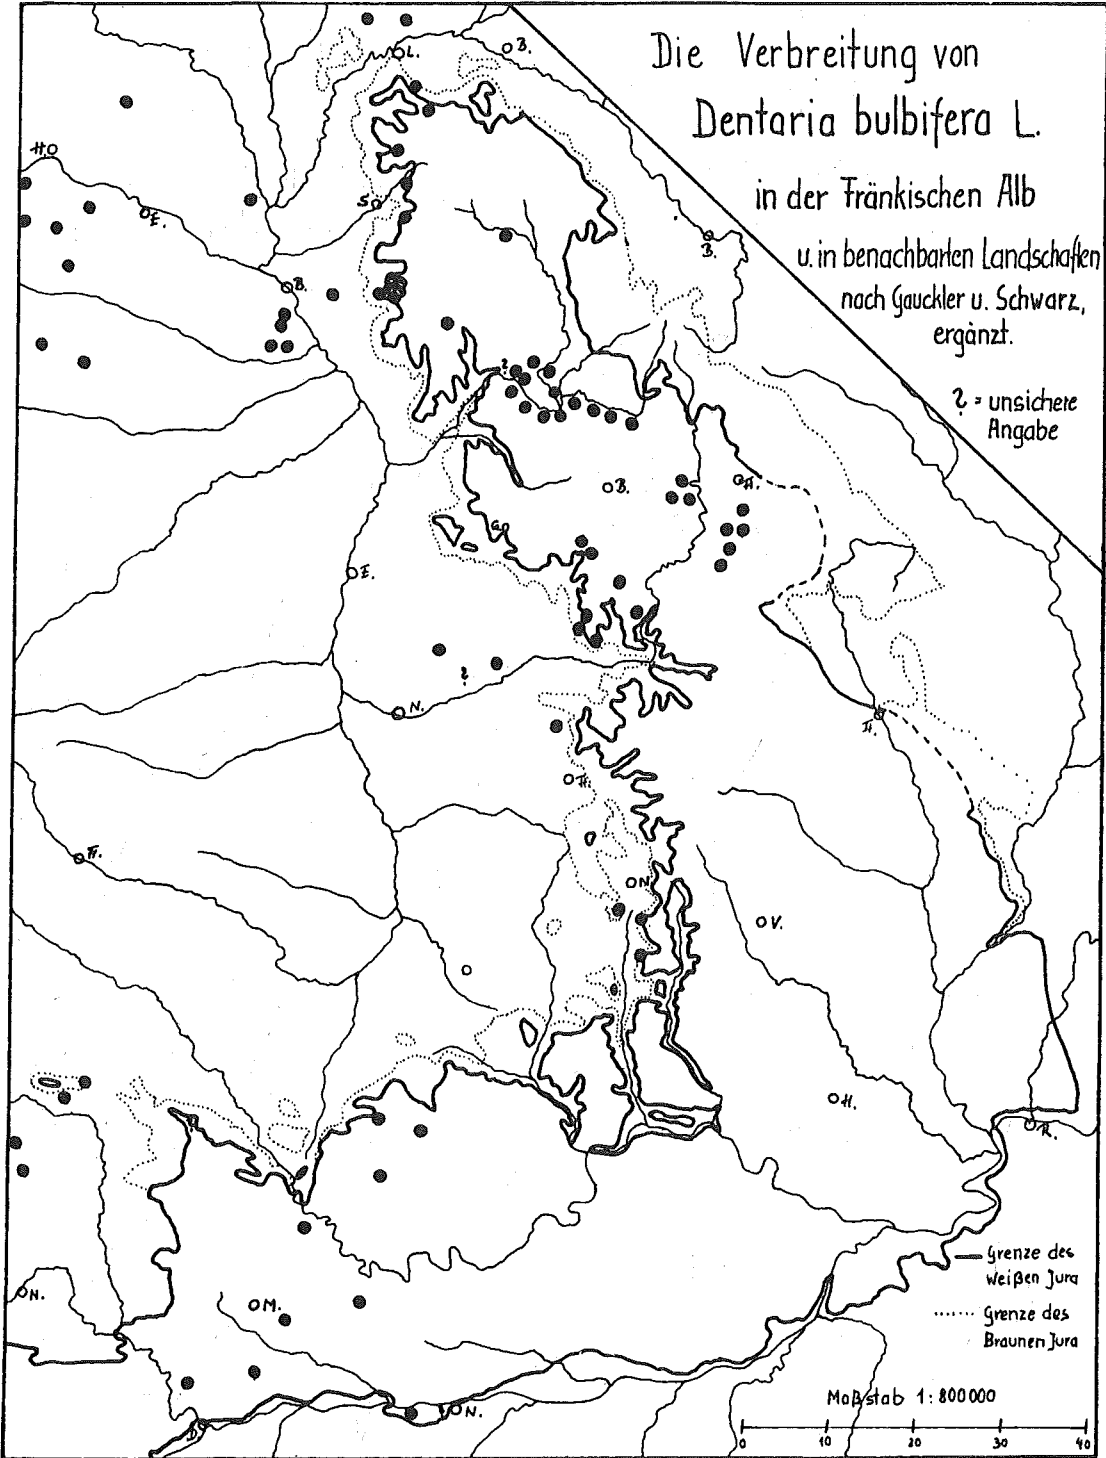 Die Verbreitung von
Dentaria bulbifera L.
in der Fränkischen Alb
u. in benachbarten Landschaften
nach Gauckler u. Schwarz,
ergänzt.
? = unsichere
Angabe
L.
B.
H.
E.
S.
B.
B.
?
A.
B.
G.
E.
?
N.
A.
F.
N.
V.
H.
R.
N.
M.
D.
N.
Grenze des
Weißen Jura
Grenze des
Braunen Jura
Maßstab 1:800000
0 10 20 30 40